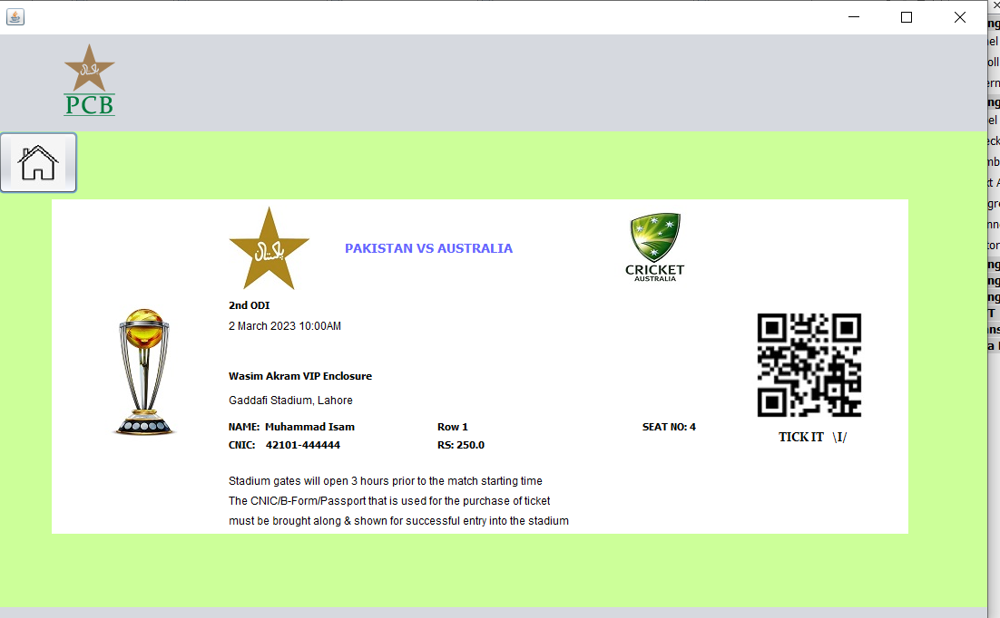 PCB
PAKISTAN VS AUSTRALIA
CRICKET
AUSTRALIA
2nd ODI
2 March 2023 10:00AM
Wasim Akram VIP Enclosure
Gaddafi Stadium, Lahore
NAME: Muhammad Isam Row 1 SEAT NO: 4
CNIC: 42101-444444 RS: 250.0
TICK IT \I/
Stadium gates will open 3 hours prior to the match starting time
The CNIC/B-Form/Passport that is used for the purchase of ticket
must be brought along & shown for successful entry into the stadium